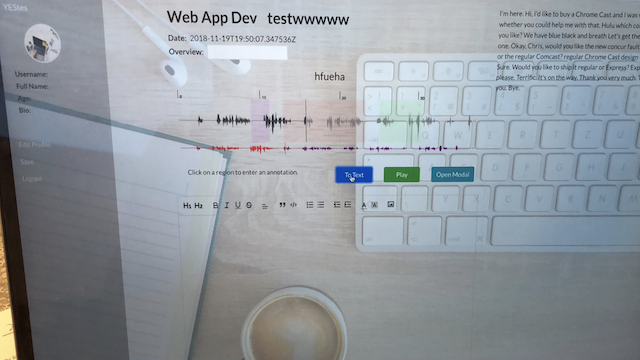 YEStes
Web App Dev testwwwww
Date: 2018-11-19T19:50:07.347536Z
Overview:
Username:
Full Name:
Age:
Bio:
Edit Profile
Save
Logout
hfueha
Click on a region to enter an annotation.
To Text
Play
Open Modal
H1 H2 B I U S
I'm here. Hi, I'd like to buy a Chrome Cast and I was
whether you could help me with that. Hulu which col
you like? We have blue black and breath Let's get the
one. Okay, Chris, would you like the new concur fault
or the regular Comcast? regular Chrome Cast design
Sure. Would you like to ship it regular or Express? Exp
please. Terrific. It's on the way. Thank you very much.
you. Bye.